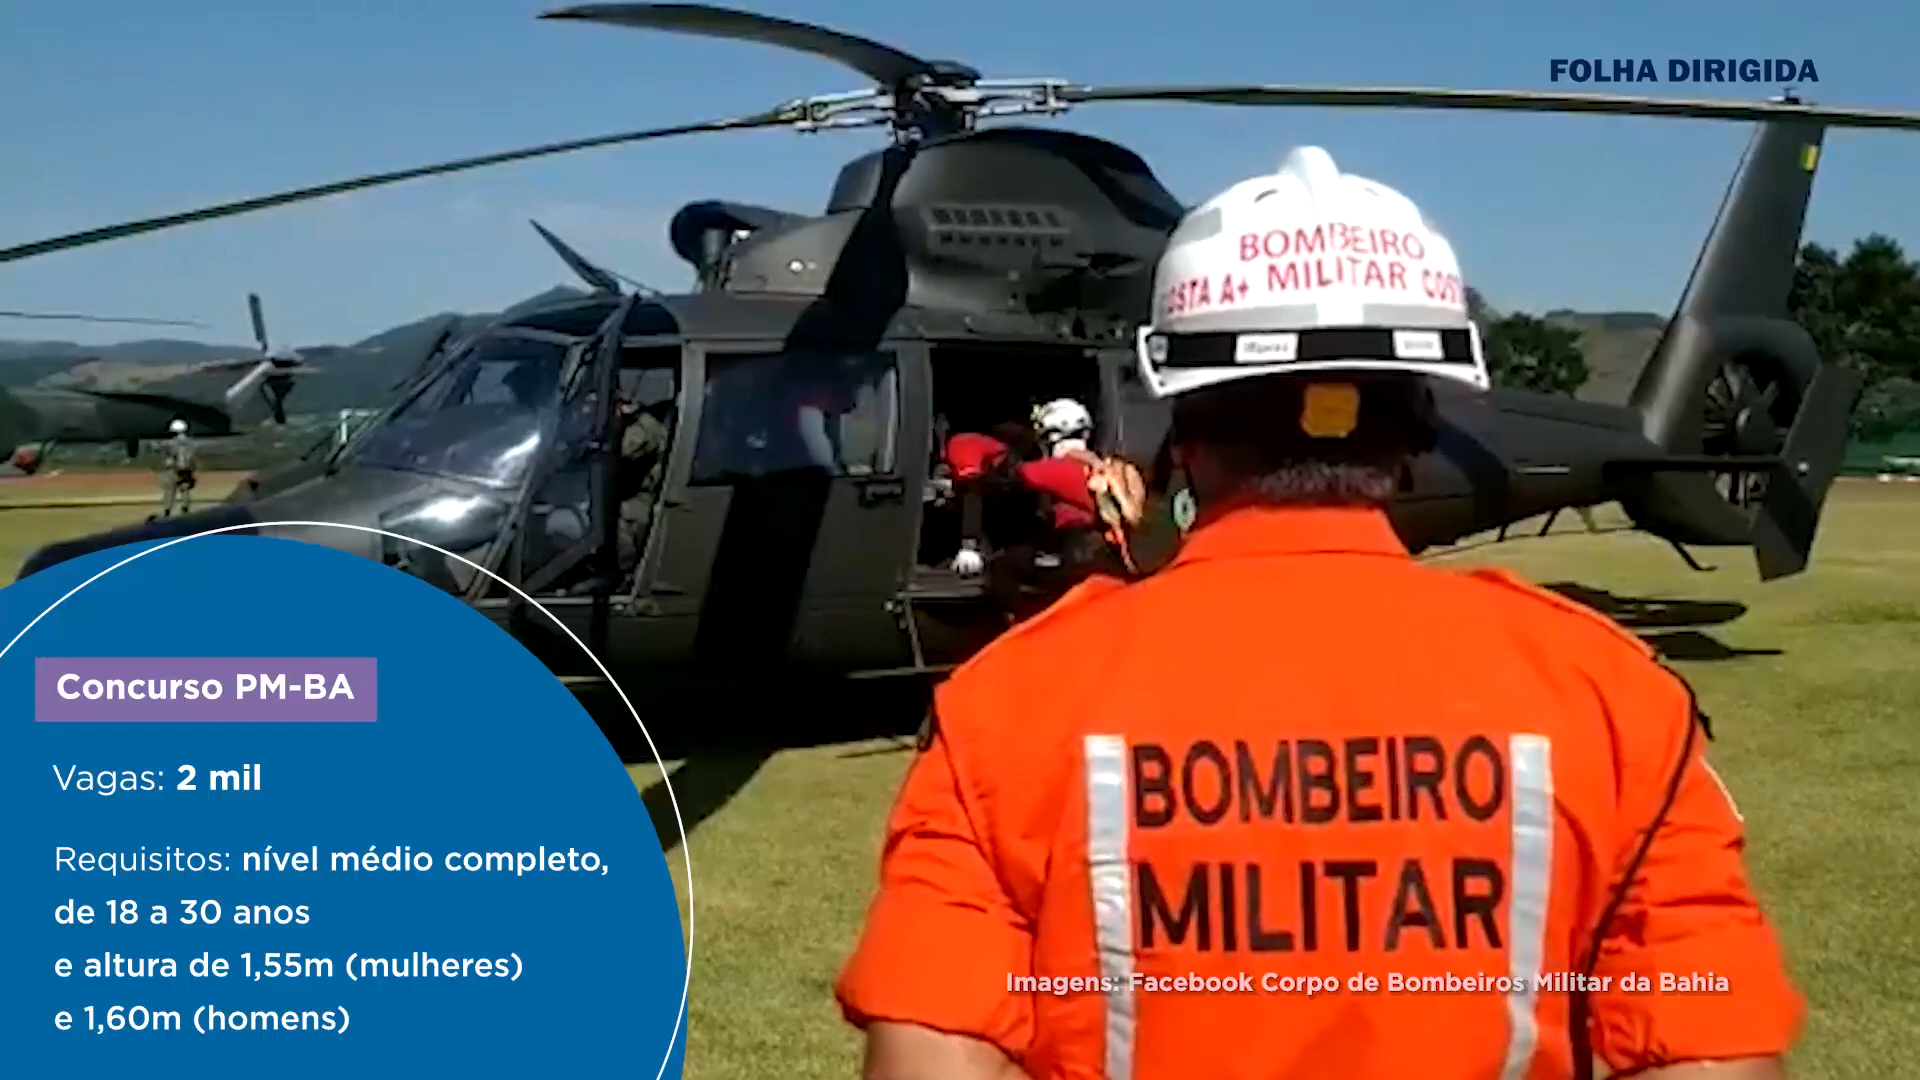 FOLHA DIRIGIDA
BOMBEIRO
MILITAR
A+
Concurso PM-BA
Vagas: 2 mil
Requisitos: nível médio completo,
de 18 a 30 anos
e altura de 1,55m (mulheres)
e 1,60m (homens)
BOMBEIRO
MILITAR
Imagens: Facebook Corpo de Bombeiros Militar da Bahia